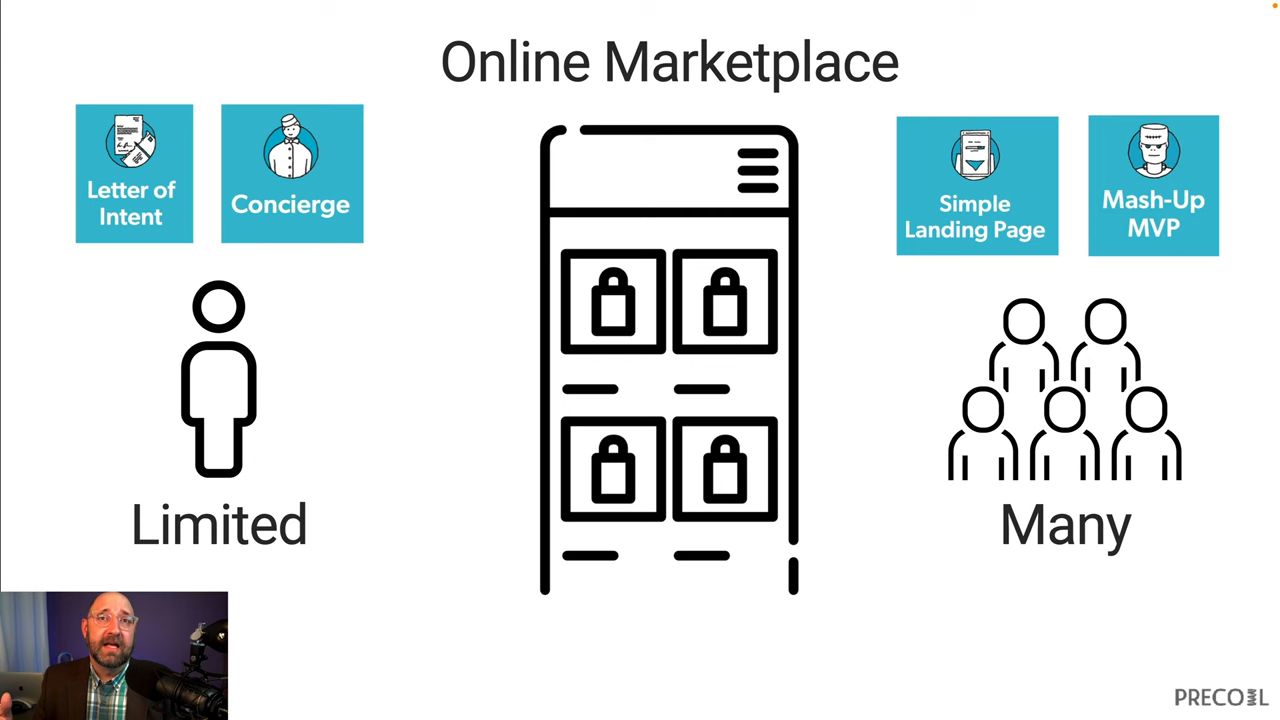 Online Marketplace
Letter of
Intent
Concierge
Simple
Landing Page
Mash-Up
MVP
Limited
Many
PRECOIL